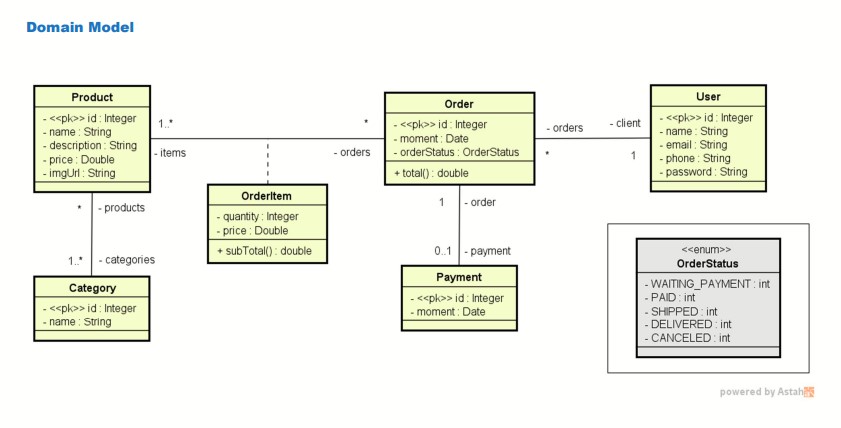 Domain Model
Product
- <<pk>> id : Integer
- name : String
- description : String
- price : Double
- imgUrl : String
1..*
- items
*
- orders
Order
- <<pk>> id : Integer
- moment : Date
- orderStatus : OrderStatus
+ total() : double
- orders
*
- client
1
User
- <<pk>> id : Integer
- name : String
- email : String
- phone : String
- password : String
OrderItem
- quantity : Integer
- price : Double
+ subTotal() : double
* - products
1..* - categories
Category
- <<pk>> id : Integer
- name : String
1 - order
0..1 - payment
Payment
- <<pk>> id : Integer
- moment : Date
<<enum>>
OrderStatus
- WAITING_PAYMENT : int
- PAID : int
- SHIPPED : int
- DELIVERED : int
- CANCELED : int
powered by Astah